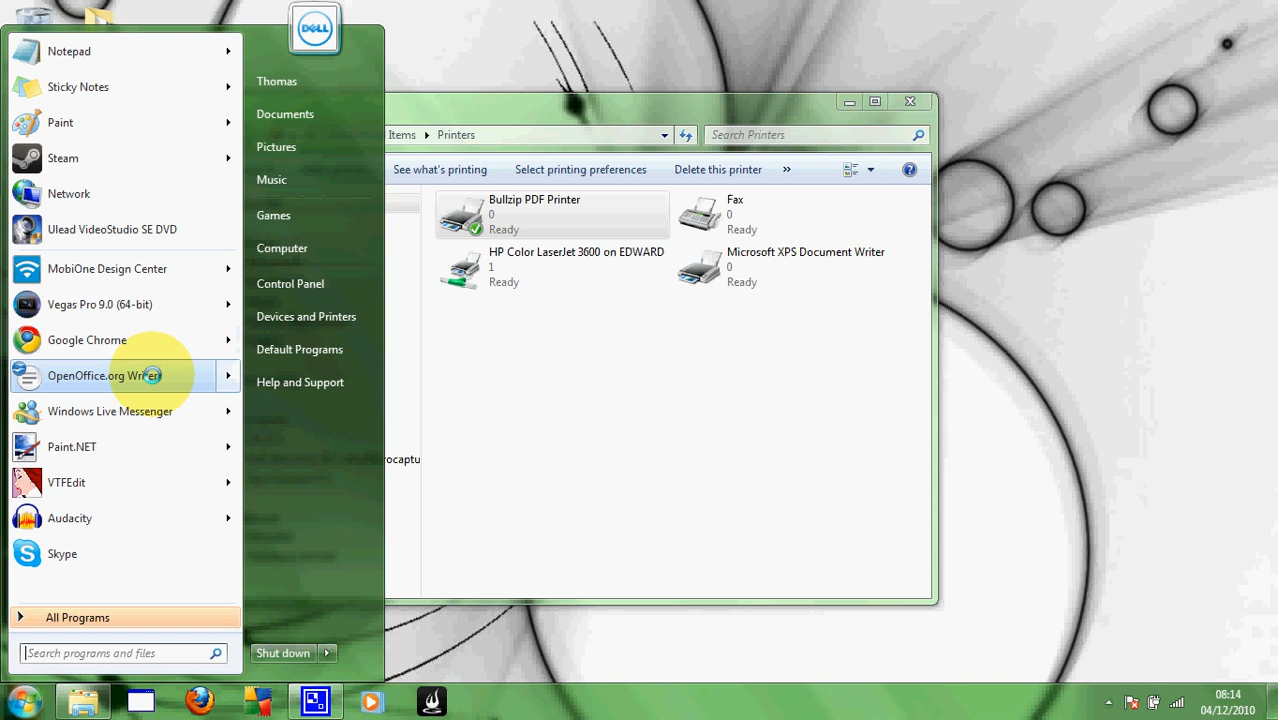 DELL
Notepad
Sticky Notes
Paint
Steam
Network
Ulead VideoStudio SE DVD
MobiOne Design Center
Vegas Pro 9.0 (64-bit)
Google Chrome
OpenOffice.org Writer
Windows Live Messenger
Paint.NET
VTFEdit
Audacity
Skype
All Programs
Search programs and files
Thomas
Documents
Pictures
Music
Games
Computer
Control Panel
Devices and Printers
Default Programs
Help and Support
Shut down
Items Printers
Search Printers
See what's printing Select printing preferences Delete this printer »
Bullzip PDF Printer
0
Ready
Fax
0
Ready
HP Color LaserJet 3600 on EDWARD
1
Ready
Microsoft XPS Document Writer
0
Ready
rocaptu
08:14
04/12/2010